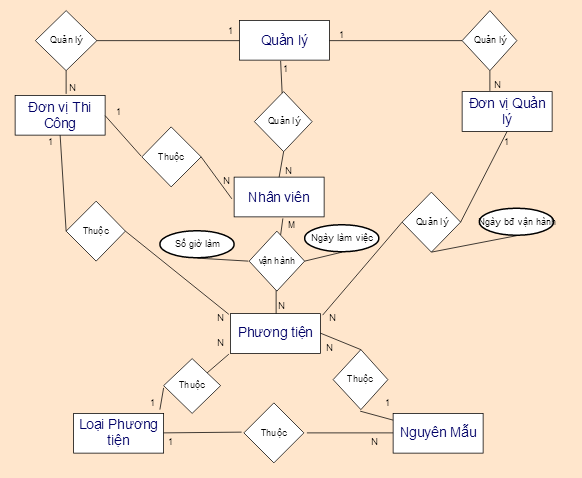 Quản lý
1
Quản lý
1
Quản lý
1
N
N
Đơn vị Thi
Công
Đơn vị Quản
lý
1
Quản lý
1
1
Thuộc
N
N
Nhân viên
M
Thuộc
Số giờ làm
Ngày làm việc
Quản lý
Ngày bđ vận hành
vận hành
N
N
N
Phương tiện
N
N
Thuộc
Thuộc
1
1
Loại Phương
tiện
1
Thuộc
N
Nguyên Mẫu